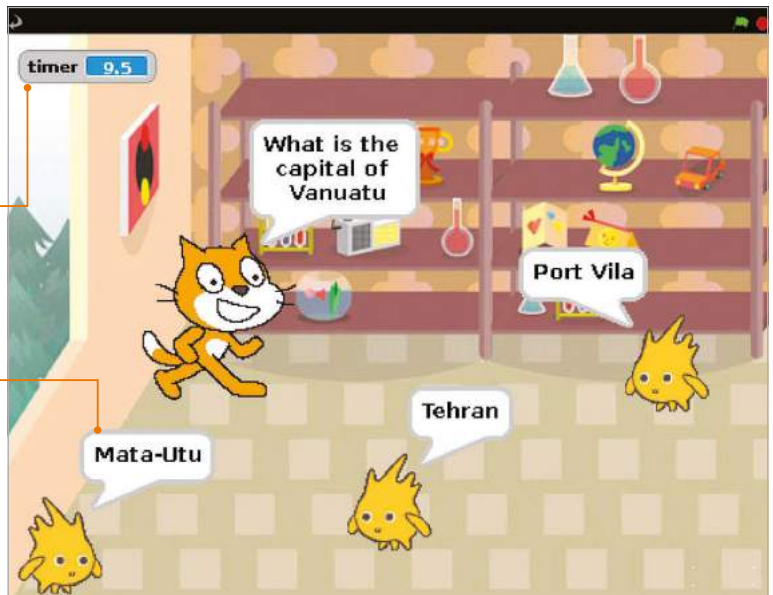 timer 9.5
What is the
capital of
Vanuatu
Port Vila
Tehran
Mata-Utu